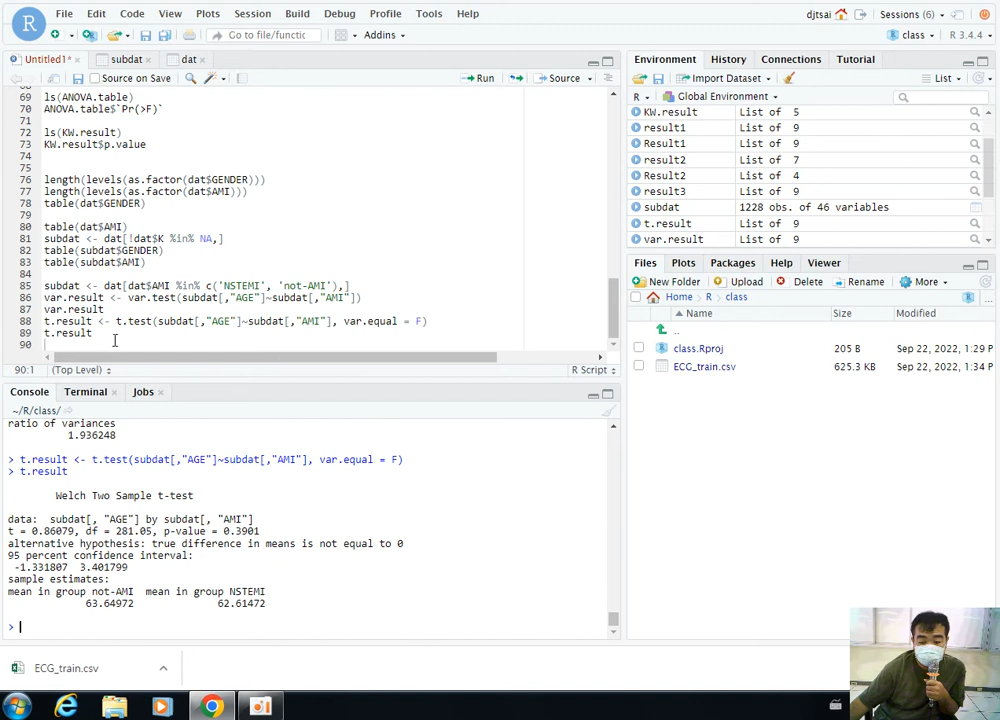 File Edit Code View Plots Session Build Debug Profile Tools Help
djtsai Sessions (6)
Go to file/functic Addins
class R 3.4.4
Untitled1* subdat dat
Source on Save Run Source
69 ls(ANOVA.table)
70 ANOVA.table$`Pr(>F)`
71
72 ls(KW.result)
73 KW.result$p.value
74
75
76 length(levels(as.factor(dat$GENDER)))
77 length(levels(as.factor(dat$AMI)))
78 table(dat$GENDER)
79
80 table(dat$AMI)
81 subdat <- dat[!dat$K %in% NA,]
82 table(subdat$GENDER)
83 table(subdat$AMI)
84
85 subdat <- dat[dat$AMI %in% c('NSTEMI', 'not-AMI'),]
86 var.result <- var.test(subdat[,"AGE"]~subdat[,"AMI"])
87 var.result
88 t.result <- t.test(subdat[,"AGE"]~subdat[,"AMI"], var.equal = F)
89 t.result
90
90:1 (Top Level) R Script
Console Terminal Jobs
~/R/class/
ratio of variances
1.936248
> t.result <- t.test(subdat[,"AGE"]~subdat[,"AMI"], var.equal = F)
> t.result
Welch Two Sample t-test
data: subdat[, "AGE"] by subdat[, "AMI"]
t = 0.86079, df = 281.05, p-value = 0.3901
alternative hypothesis: true difference in means is not equal to 0
95 percent confidence interval:
-1.331807 3.401799
sample estimates:
mean in group not-AMI mean in group NSTEMI
63.64972 62.61472
>
Environment History Connections Tutorial
Import Dataset List
R Global Environment
KW.result List of 5
result1 List of 9
Result1 List of 9
result2 List of 7
Result2 List of 4
result3 List of 9
subdat 1228 obs. of 46 variables
t.result List of 9
var.result List of 9
Files Plots Packages Help Viewer
New Folder Upload Delete Rename More
Home R class ...
Name Size Modified
..
class.Rproj 205 B Sep 22, 2022, 1:29 P
ECG_train.csv 625.3 KB Sep 22, 2022, 1:34 P
ECG_train.csv